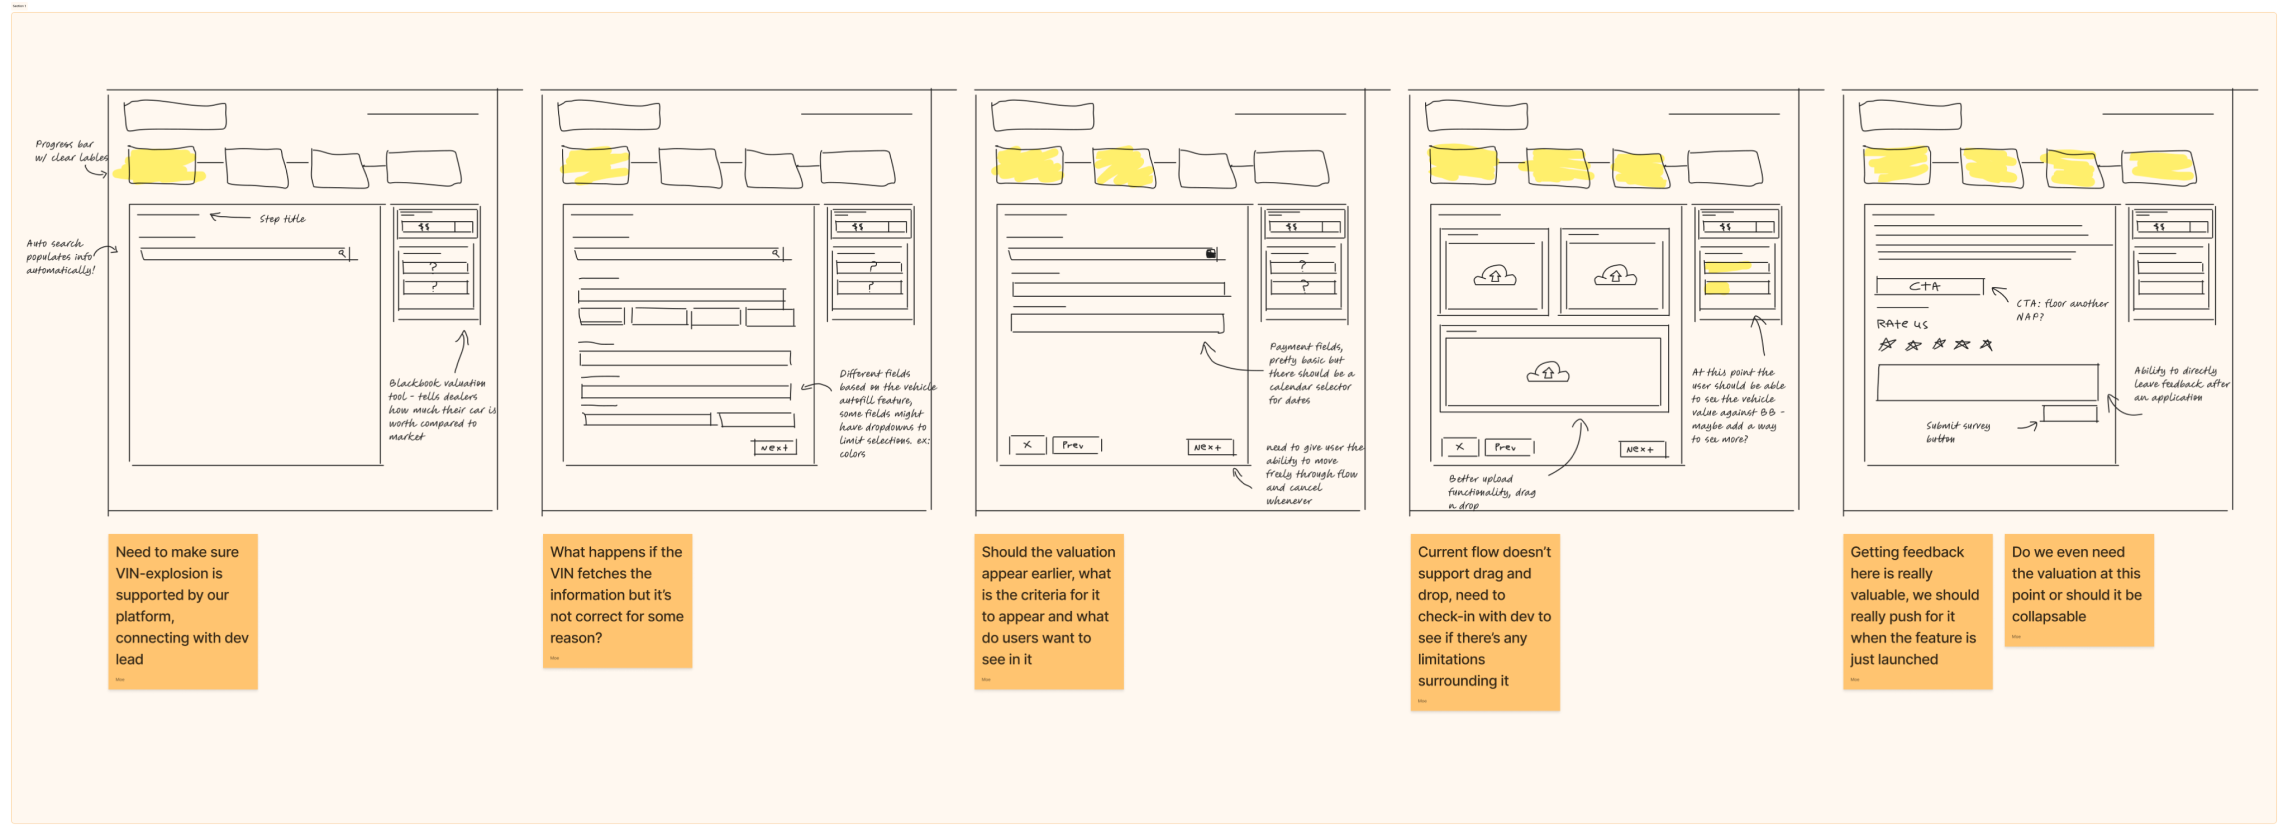 Section 1
Progress bar
w/ clear lables
Step title
Auto search
populates info
automatically!
$$
?
?
Blackbook valuation
tool - tells dealers
how much their car is
worth compared to
market
$$
?
?
Different fields
based on the vehicle
autofill feature,
some fields might
have dropdowns to
limit selections. ex:
colors
Next
$$
?
?
Payment fields,
pretty basic but
there should be a
calendar selector
for dates
X
Prev
Next
need to give user the
ability to move
freely through flow
and cancel
whenever
$$
At this point the
user should be able
to see the vehicle
value against BB -
maybe add a way
to see more?
X
Prev
Next
Better upload
functionality, drag
n drop
$$
CTA
CTA: floor another
NAP?
RAte us
Ability to directly
leave feedback after
an application
Submit survey
button
Need to make sure
VIN-explosion is
supported by our
platform,
connecting with dev
lead
What happens if the
VIN fetches the
information but it's
not correct for some
reason?
Should the valuation
appear earlier, what
is the criteria for it
to appear and what
do users want to
see in it
Current flow doesn't
support drag and
drop, need to
check-in with dev to
see if there's any
limitations
surrounding it
Getting feedback
here is really
valuable, we should
really push for it
when the feature is
just launched
Do we even need
the valuation at this
point or should it be
collapsable